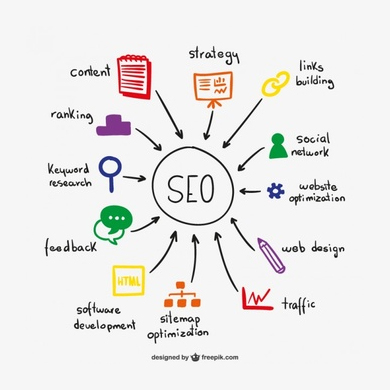 strategy
content
links
building
ranking
social
network
Keyword
research
SEO
website
optimization
feedback
web design
HTML
software
development
sitemap
optimization
traffic
designed by freepik.com